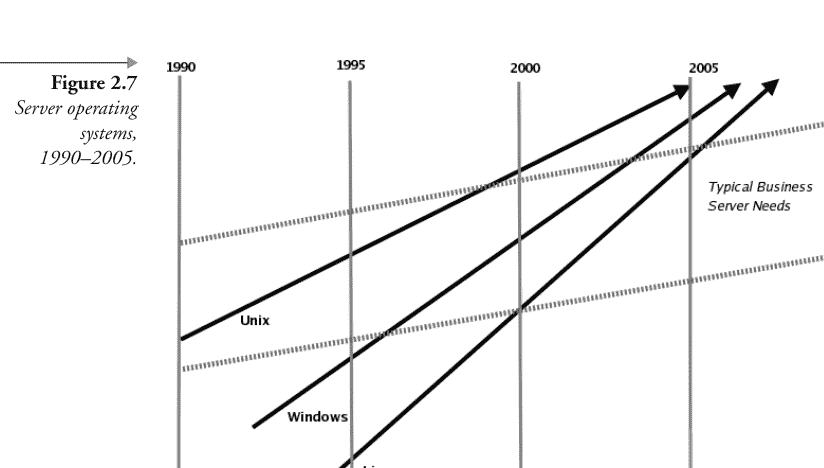 1990
1995
2000
2005
Figure 2.7
Server operating
systems,
1990–2005.
Typical Business
Server Needs
Unix
Windows